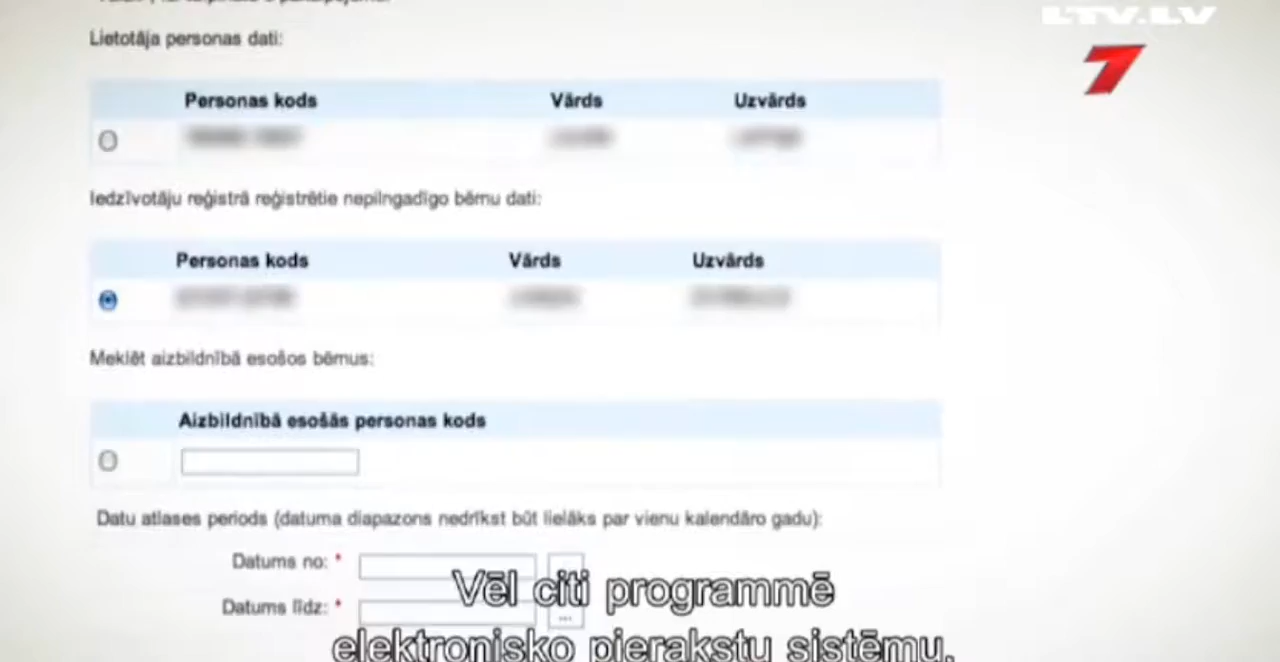 LTV.LV
7
Lietotāja personas dati:
Personas kods Vārds Uzvārds
Iedzīvotāju reģistrā reģistrētie nepilngadīgo bērnu dati:
Personas kods Vārds Uzvārds
Meklēt aizbildnībā esošos bērnus:
Aizbildnībā esošās personas kods
Datu atlases periods (datuma diapazons nedrīkst būt lielāks par vienu kalendāro gadu):
Datums no: *
Datums līdz: *
...
Vēl citi programmē
elektronisko pierakstu sistēmu.